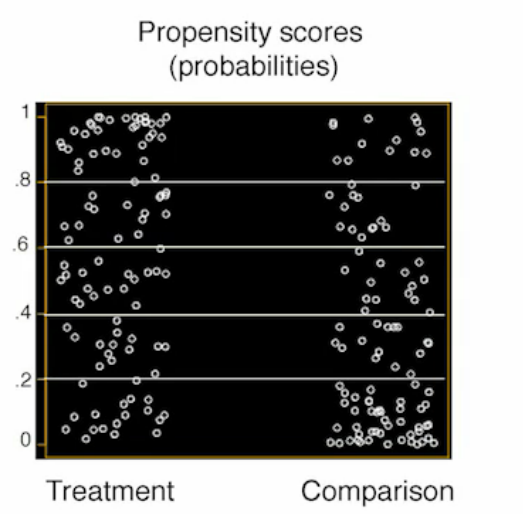 Propensity scores
(probabilities)
1
.8
.6
.4
.2
0
Treatment
Comparison